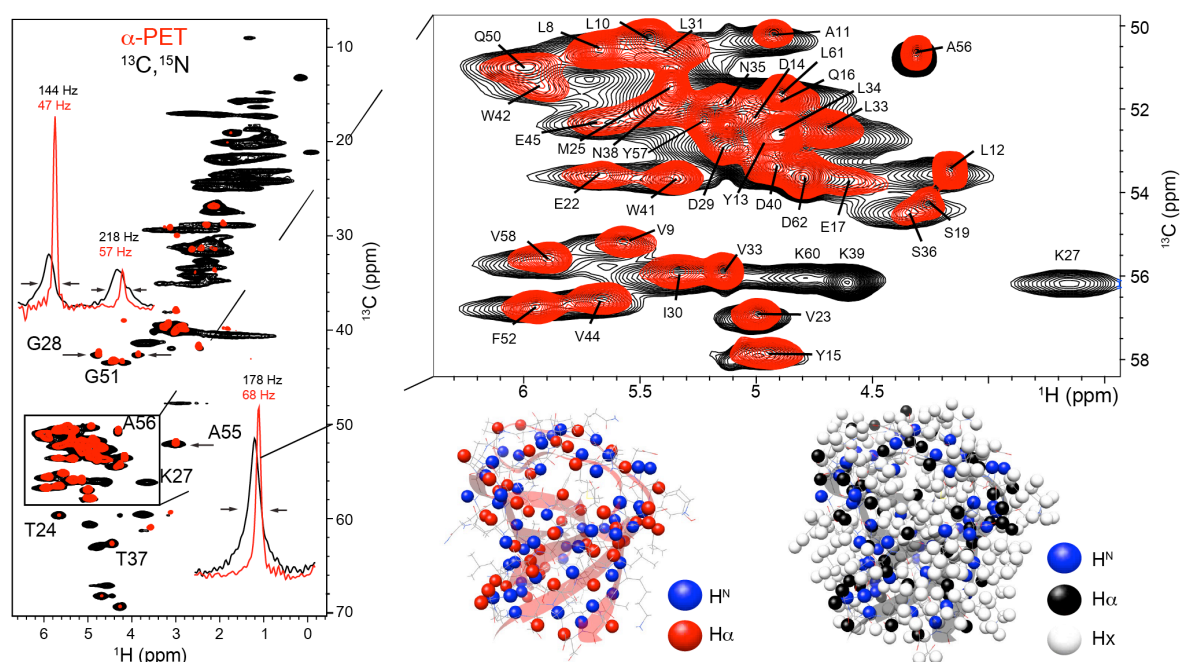 α-PET
¹³C,¹⁵N
144 Hz
47 Hz
218 Hz
57 Hz
G28
G51
178 Hz
68 Hz
A56
A55
K27
T24
T37
10
20
30
40
50
60
70
¹³C (ppm)
6 5 4 3 2 1 0
¹H (ppm)
L10 L31
L8
Q50
A11
L61
A56
N35 D14
Q16
L34
L33
W42
E45
M25
N38 Y57
L12
E22
W41
D29 Y13 D40
D62 E17
S19
S36
V58
V9
V33
K60 K39
K27
I30
V23
F52
V44
Y15
50
52
54
56
58
¹³C (ppm)
6 5.5 5 4.5
¹H (ppm)
Hᴺ
Hα
Hᴺ
Hα
Hx